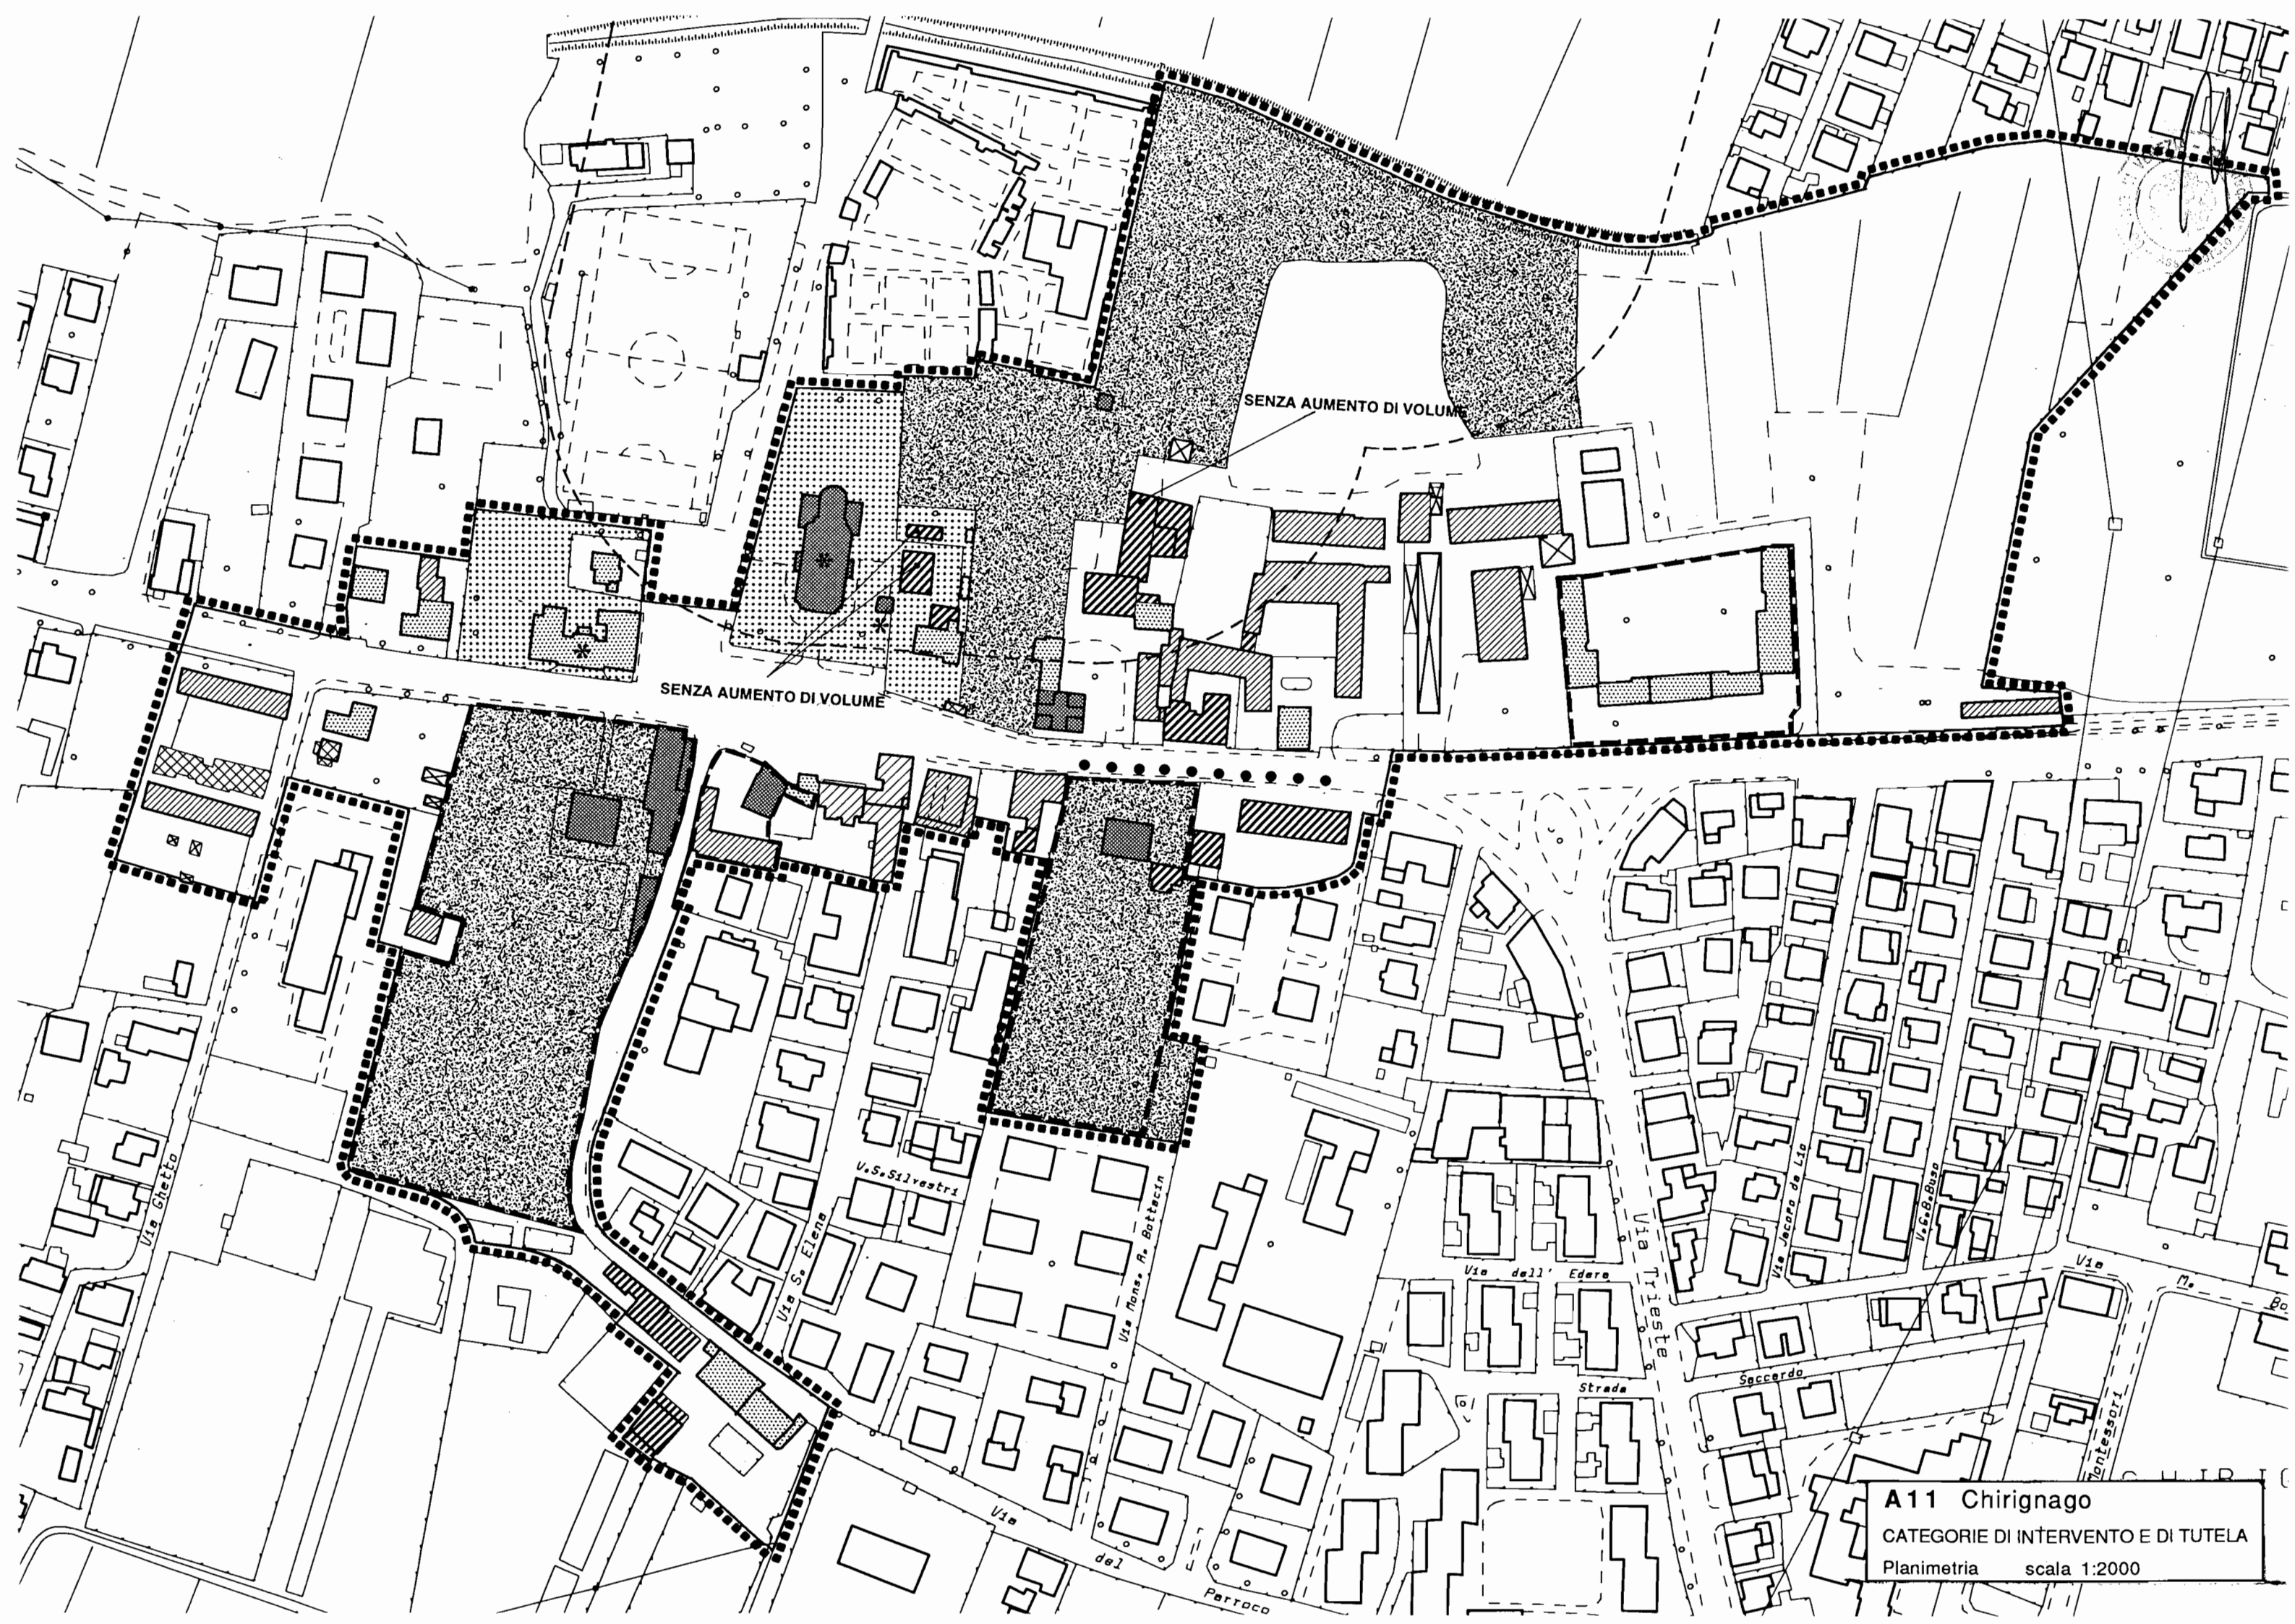 SENZA AUMENTO DI VOLUME
SENZA AUMENTO DI VOLUME
Via Ghetto
V.S.Silvestri
Via S. Elena
Via Mons. A. Bottacin
Via dell' Edera
Via Trieste
Via Jacopo da Lio
V.G.B.Buso
Via M. Bo
Strada
Saccardo
Montessori
Via del Parroco
A11 Chirignago
CATEGORIE DI INTERVENTO E DI TUTELA
Planimetria scala 1:2000